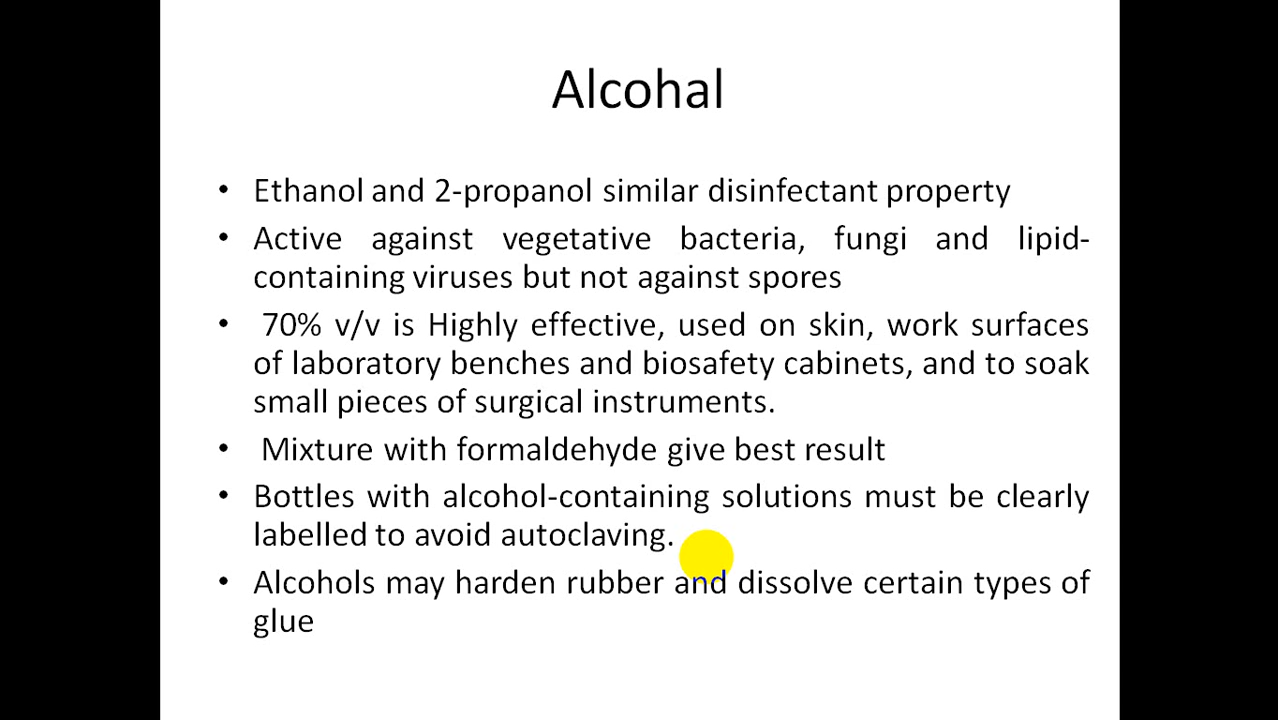 Alcohal
• Ethanol and 2-propanol similar disinfectant property
• Active against vegetative bacteria, fungi and lipid-
containing viruses but not against spores
• 70% v/v is Highly effective, used on skin, work surfaces
of laboratory benches and biosafety cabinets, and to soak
small pieces of surgical instruments.
• Mixture with formaldehyde give best result
• Bottles with alcohol-containing solutions must be clearly
labelled to avoid autoclaving.
• Alcohols may harden rubber and dissolve certain types of
glue